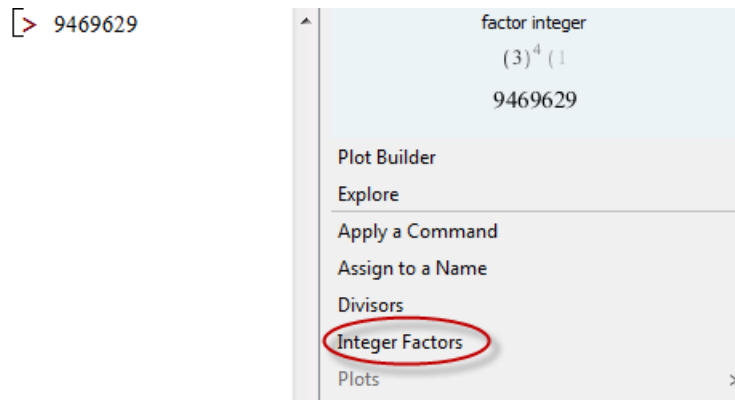 > 9469629
factor integer
(3)⁴ (1
9469629
Plot Builder
Explore
Apply a Command
Assign to a Name
Divisors
Integer Factors
Plots >